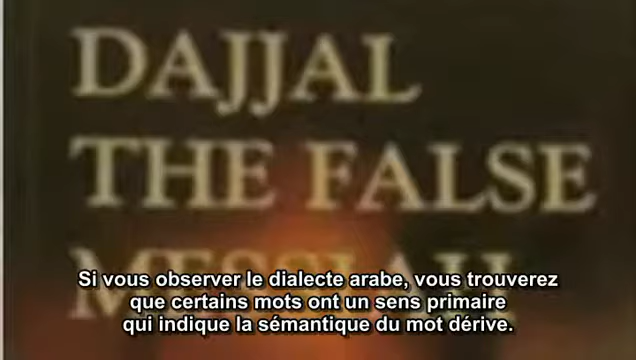 DAJJAL
THE FALSE
MESSIAH
Si vous observer le dialecte arabe, vous trouverez
que certains mots ont un sens primaire
qui indique la sémantique du mot dérive.